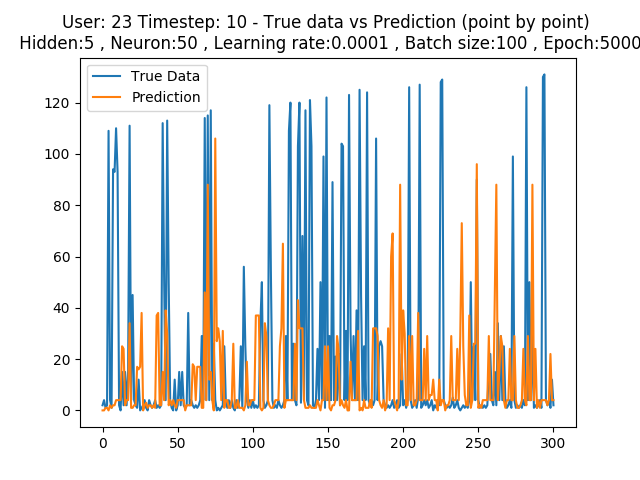 User: 23 Timestep: 10 - True data vs Prediction (point by point)
Hidden:5 , Neuron:50 , Learning rate:0.0001 , Batch size:100 , Epoch:5000
True Data
Prediction
120
100
80
60
40
20
0
0 50 100 150 200 250 300